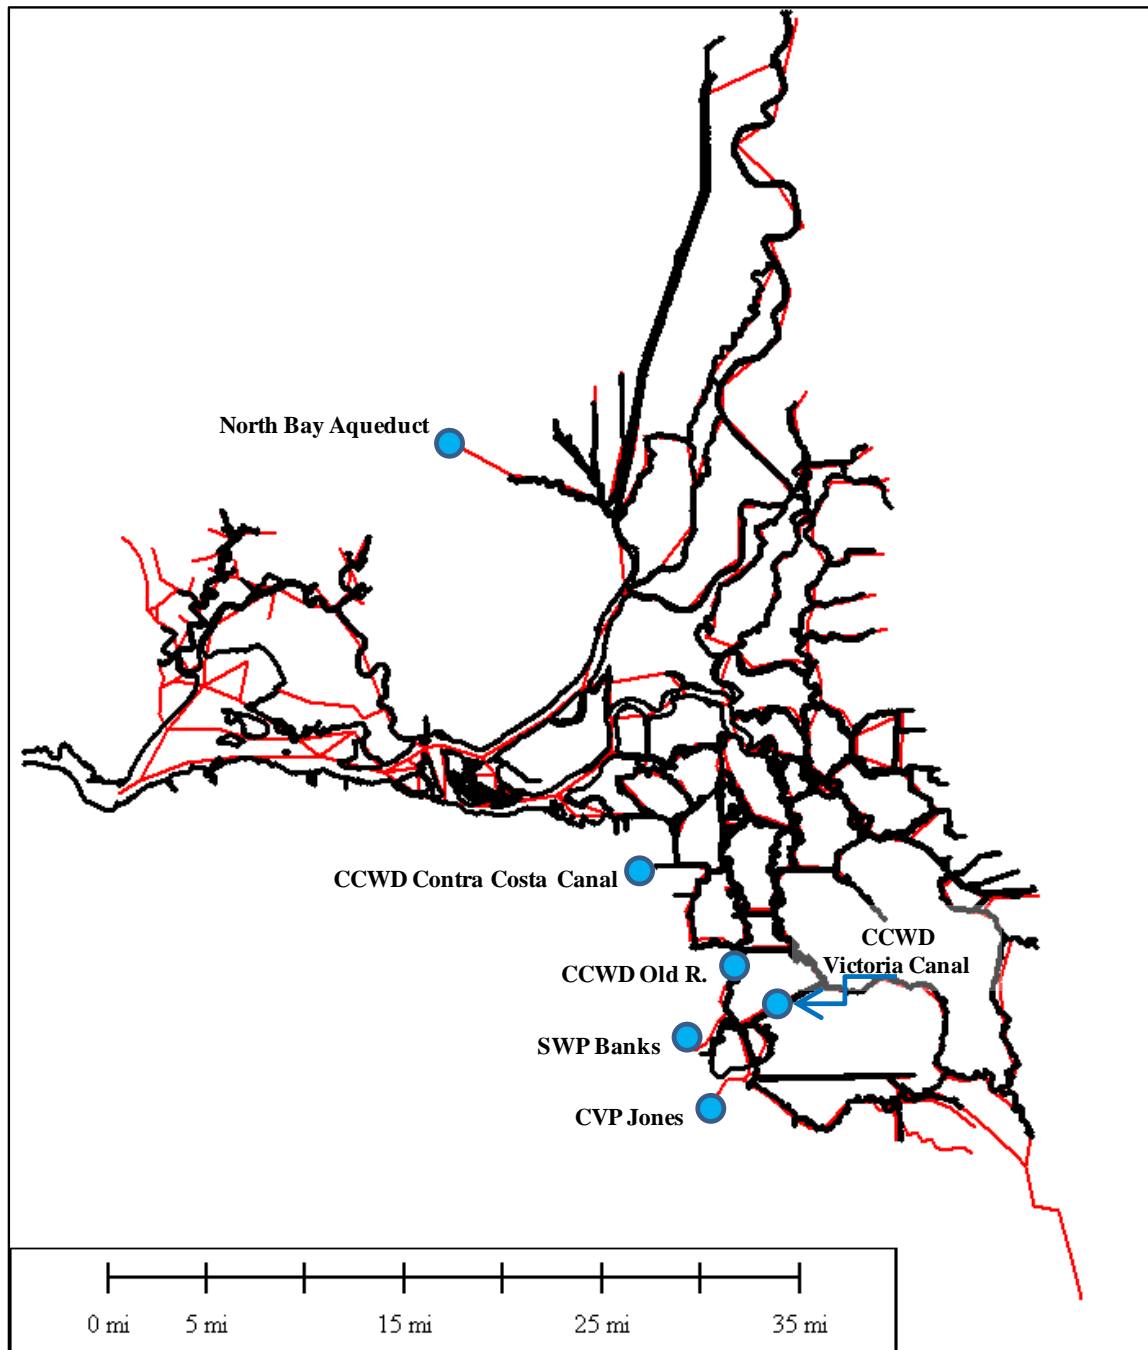 North Bay Aqueduct
CCWD Contra Costa Canal
CCWD
Victoria Canal
CCWD Old R.
SWP Banks
CVP Jones
0 mi 5 mi 15 mi 25 mi 35 mi